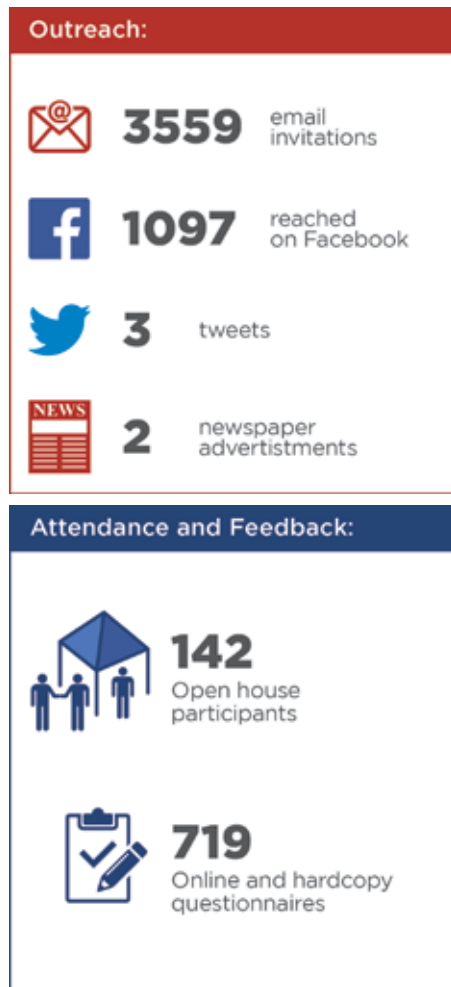 Outreach:
@
3559 email
invitations
f
1097 reached
on Facebook
3 tweets
NEWS
2 newspaper
advertistments
Attendance and Feedback:
142
Open house
participants
719
Online and hardcopy
questionnaires